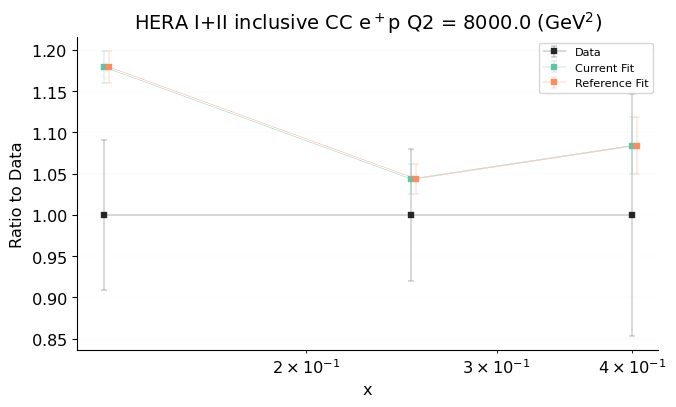 HERA I+II inclusive CC e⁺p Q2 = 8000.0 (GeV²)
Data
Current Fit
Reference Fit
Ratio to Data
1.20
1.15
1.10
1.05
1.00
0.95
0.90
0.85
2 × 10⁻¹
3 × 10⁻¹
4 × 10⁻¹
x